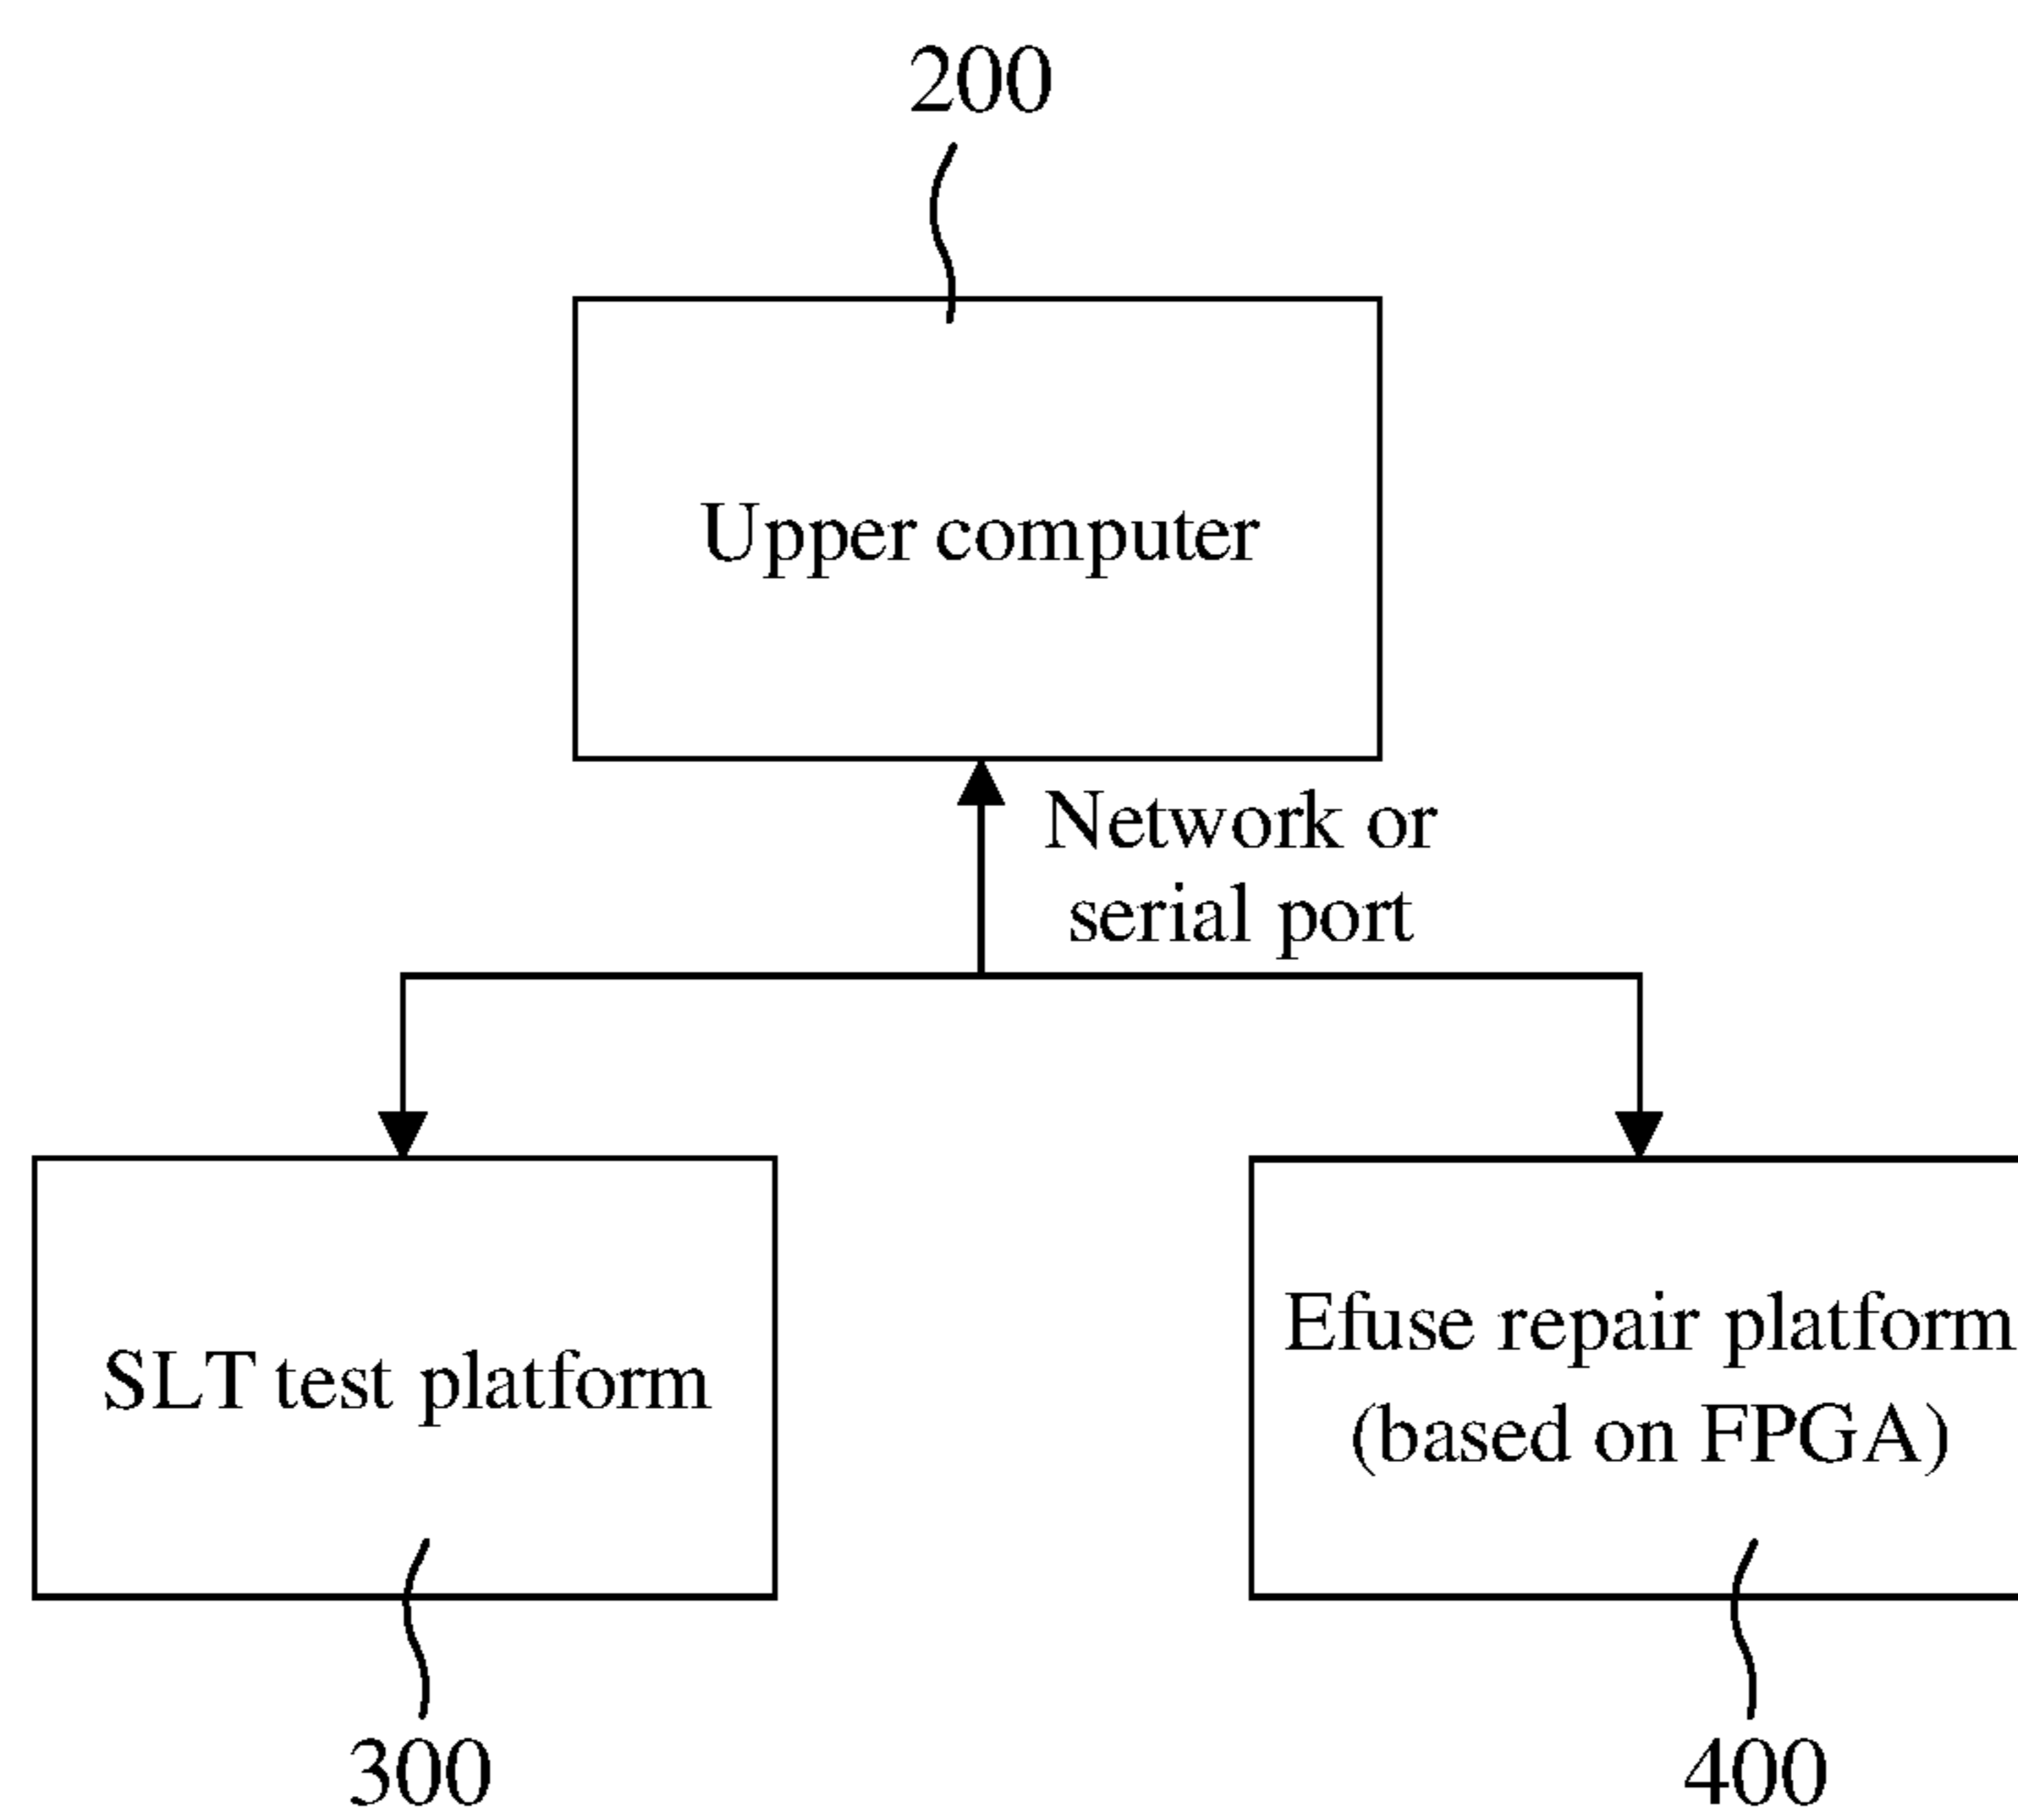 200
Upper computer
Network or
serial port
SLT test platform
Efuse repair platform
(based on FPGA)
300
400